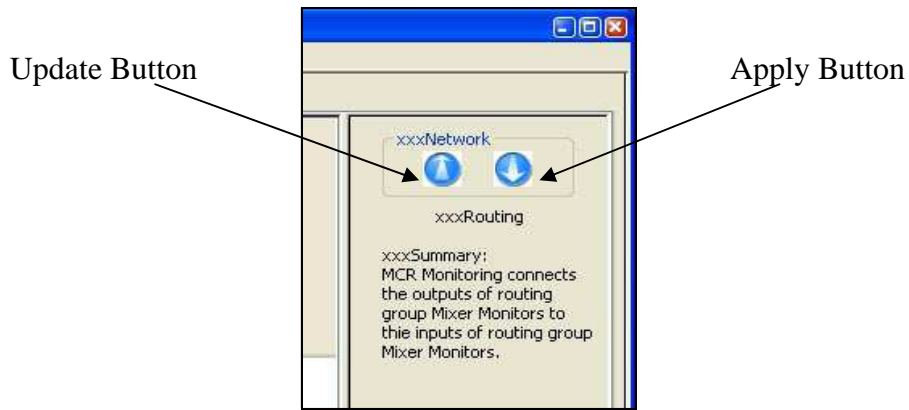 Update Button
Apply Button
xxxNetwork
xxxRouting
xxxSummary:
MCR Monitoring connects
the outputs of routing
group Mixer Monitors to
thie inputs of routing group
Mixer Monitors.